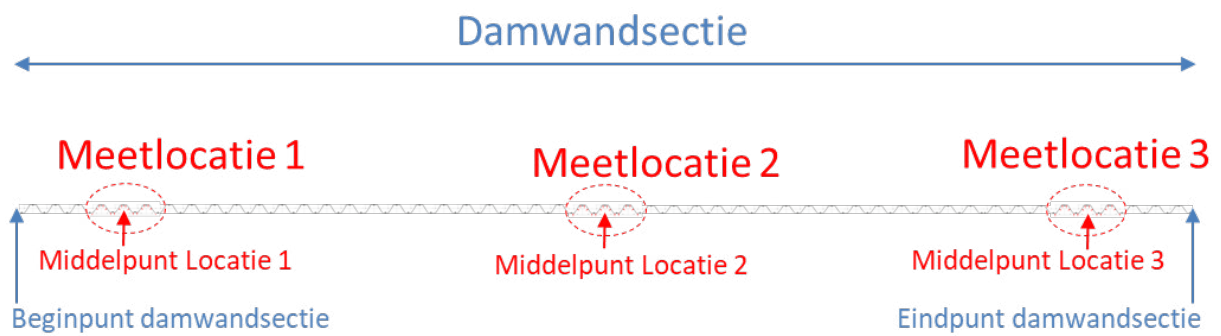 Damwandsectie
Meetlocatie 1
Meetlocatie 2
Meetlocatie 3
Middelpunt Locatie 1
Middelpunt Locatie 2
Middelpunt Locatie 3
Beginpunt damwandsectie
Eindpunt damwandsectie